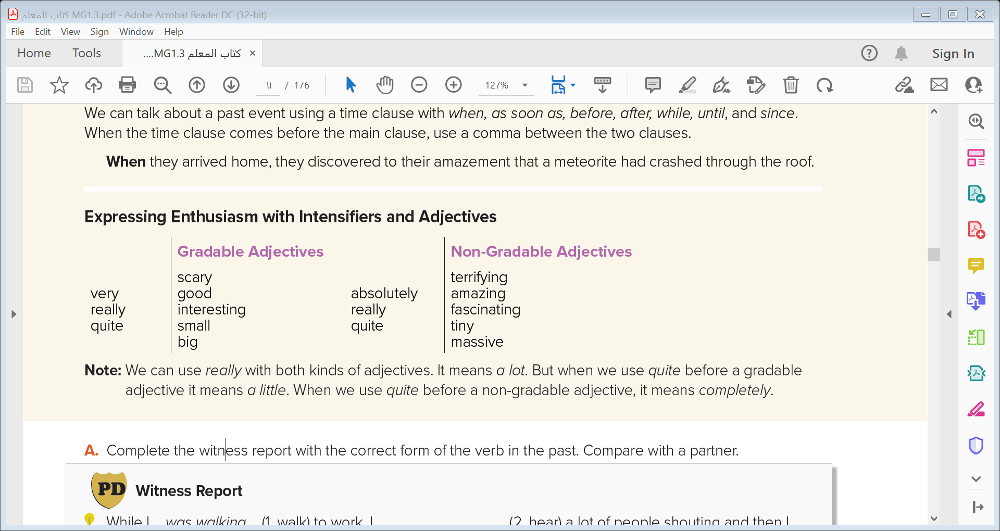 كتاب المعلم MG1.3.pdf - Adobe Acrobat Reader DC (32-bit)
File Edit View Sign Window Help
Home Tools كتاب المعلم MG1.3.... × Sign In
٦١ / 176 127%
We can talk about a past event using a time clause with when, as soon as, before, after, while, until, and since.
When the time clause comes before the main clause, use a comma between the two clauses.
When they arrived home, they discovered to their amazement that a meteorite had crashed through the roof.
Expressing Enthusiasm with Intensifiers and Adjectives
Gradable Adjectives Non-Gradable Adjectives
scary terrifying
very good absolutely amazing
really interesting really fascinating
quite small quite tiny
big massive
Note: We can use really with both kinds of adjectives. It means a lot. But when we use quite before a gradable
adjective it means a little. When we use quite before a non-gradable adjective, it means completely.
A. Complete the witness report with the correct form of the verb in the past. Compare with a partner.
PD Witness Report
While I was walking (1. walk) to work, I (2. hear) a lot of people shouting and then I